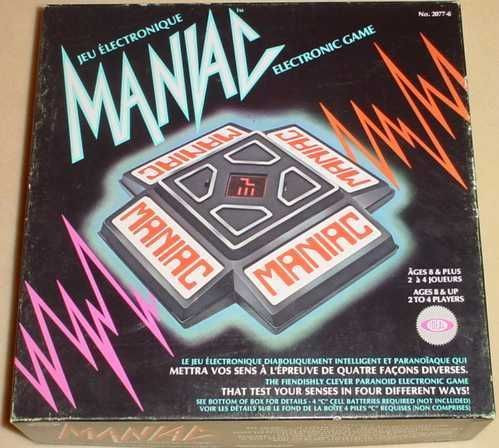 No. 2077-6
JEU ÉLECTRONIQUE
MANIAC™
ELECTRONIC GAME
MANIAC
MANIAC
MANIAC
MANIAC
ÂGES 8 & PLUS
2 à 4 JOUEURS
AGES 8 & UP
2 TO 4 PLAYERS
IDEAL
LE JEU ÉLECTRONIQUE DIABOLIQUEMENT INTELLIGENT ET PARANOÏAQUE QUI
METTRA VOS SENS À L'ÉPREUVE DE QUATRE FAÇONS DIVERSES.
THE FIENDISHLY CLEVER PARANOID ELECTRONIC GAME
THAT TEST YOUR SENSES IN FOUR DIFFERENT WAYS!
SEE BOTTOM OF BOX FOR DETAILS - 4 "C" CELL BATTERIES REQUIRED (NOT INCLUDED)
VOIR LES DÉTAILS SUR LE FOND DE LA BOÎTE 4 PILES "C" REQUISES (NON COMPRISES)
MANIAC
ELECTRONIC GAME